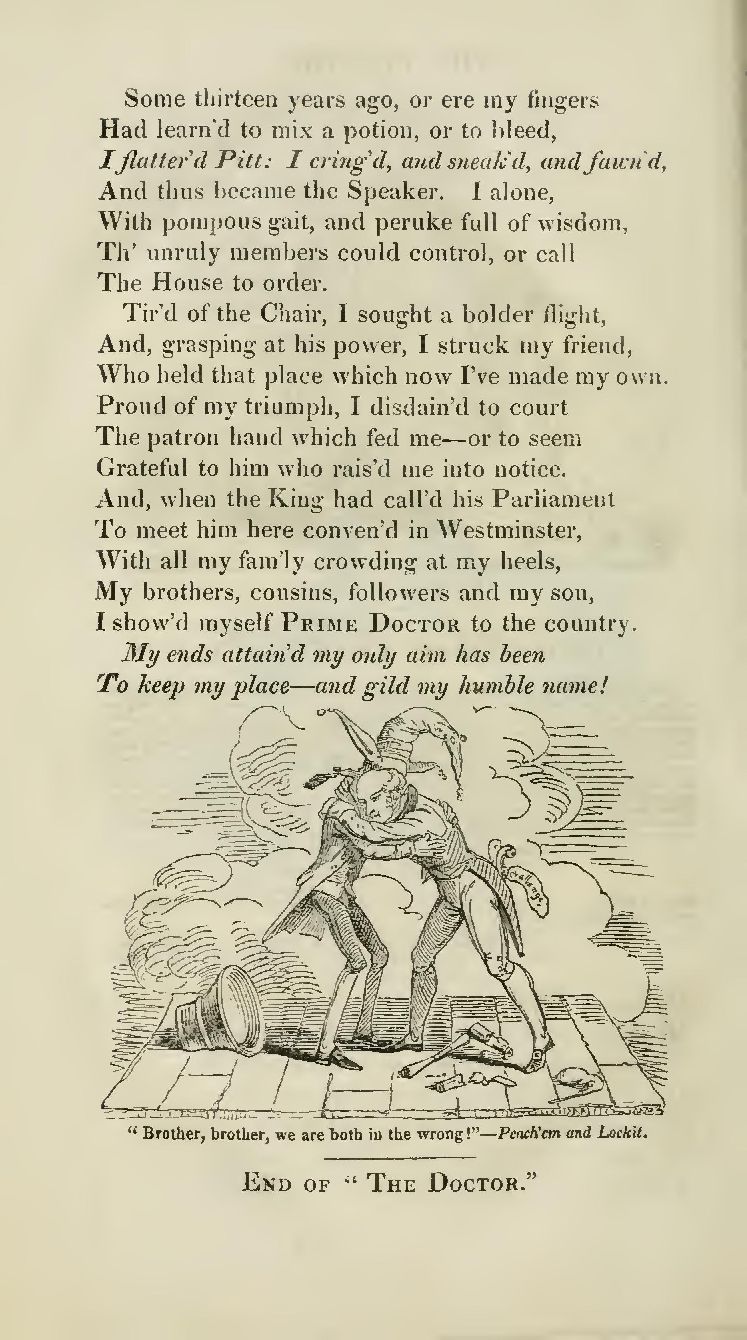 Some thirteen years ago, or ere my fingers
Had learn'd to mix a potion, or to bleed,
I flatter'd Pitt: I cring'd, and sneak'd, and fawn'd,
And thus became the Speaker. I alone,
With pompous gait, and peruke full of wisdom,
Th' unruly members could control, or call
The House to order.
Tir'd of the Chair, I sought a bolder flight,
And, grasping at his power, I struck my friend,
Who held that place which now I've made my own.
Proud of my triumph, I disdain'd to court
The patron hand which fed me—or to seem
Grateful to him who rais'd me into notice.
And, when the King had call'd his Parliament
To meet him here conven'd in Westminster,
With all my fam'ly crowding at my heels,
My brothers, cousins, followers and my son,
I show'd myself PRIME DOCTOR to the country.
My ends attain'd my only aim has been
To keep my place—and gild my humble name!
Challenge
“ Brother, brother, we are both in the wrong!”—Peach'em and Lockit.
END OF “ THE DOCTOR.”